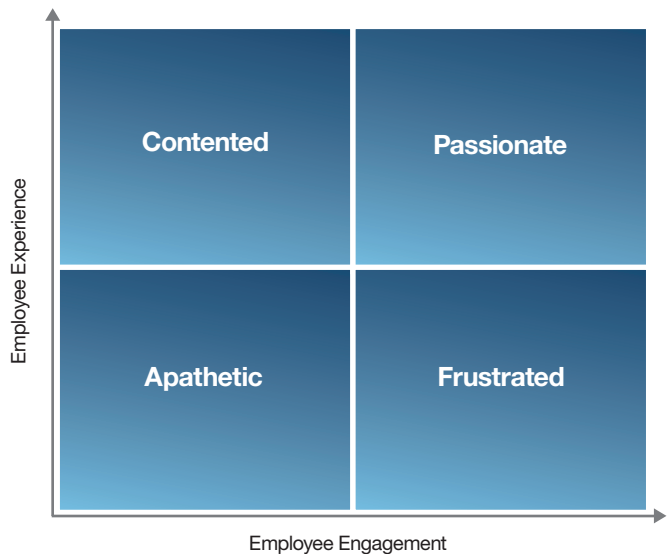 Contented
Passionate
Employee Experience
Apathetic
Frustrated
Employee Engagement